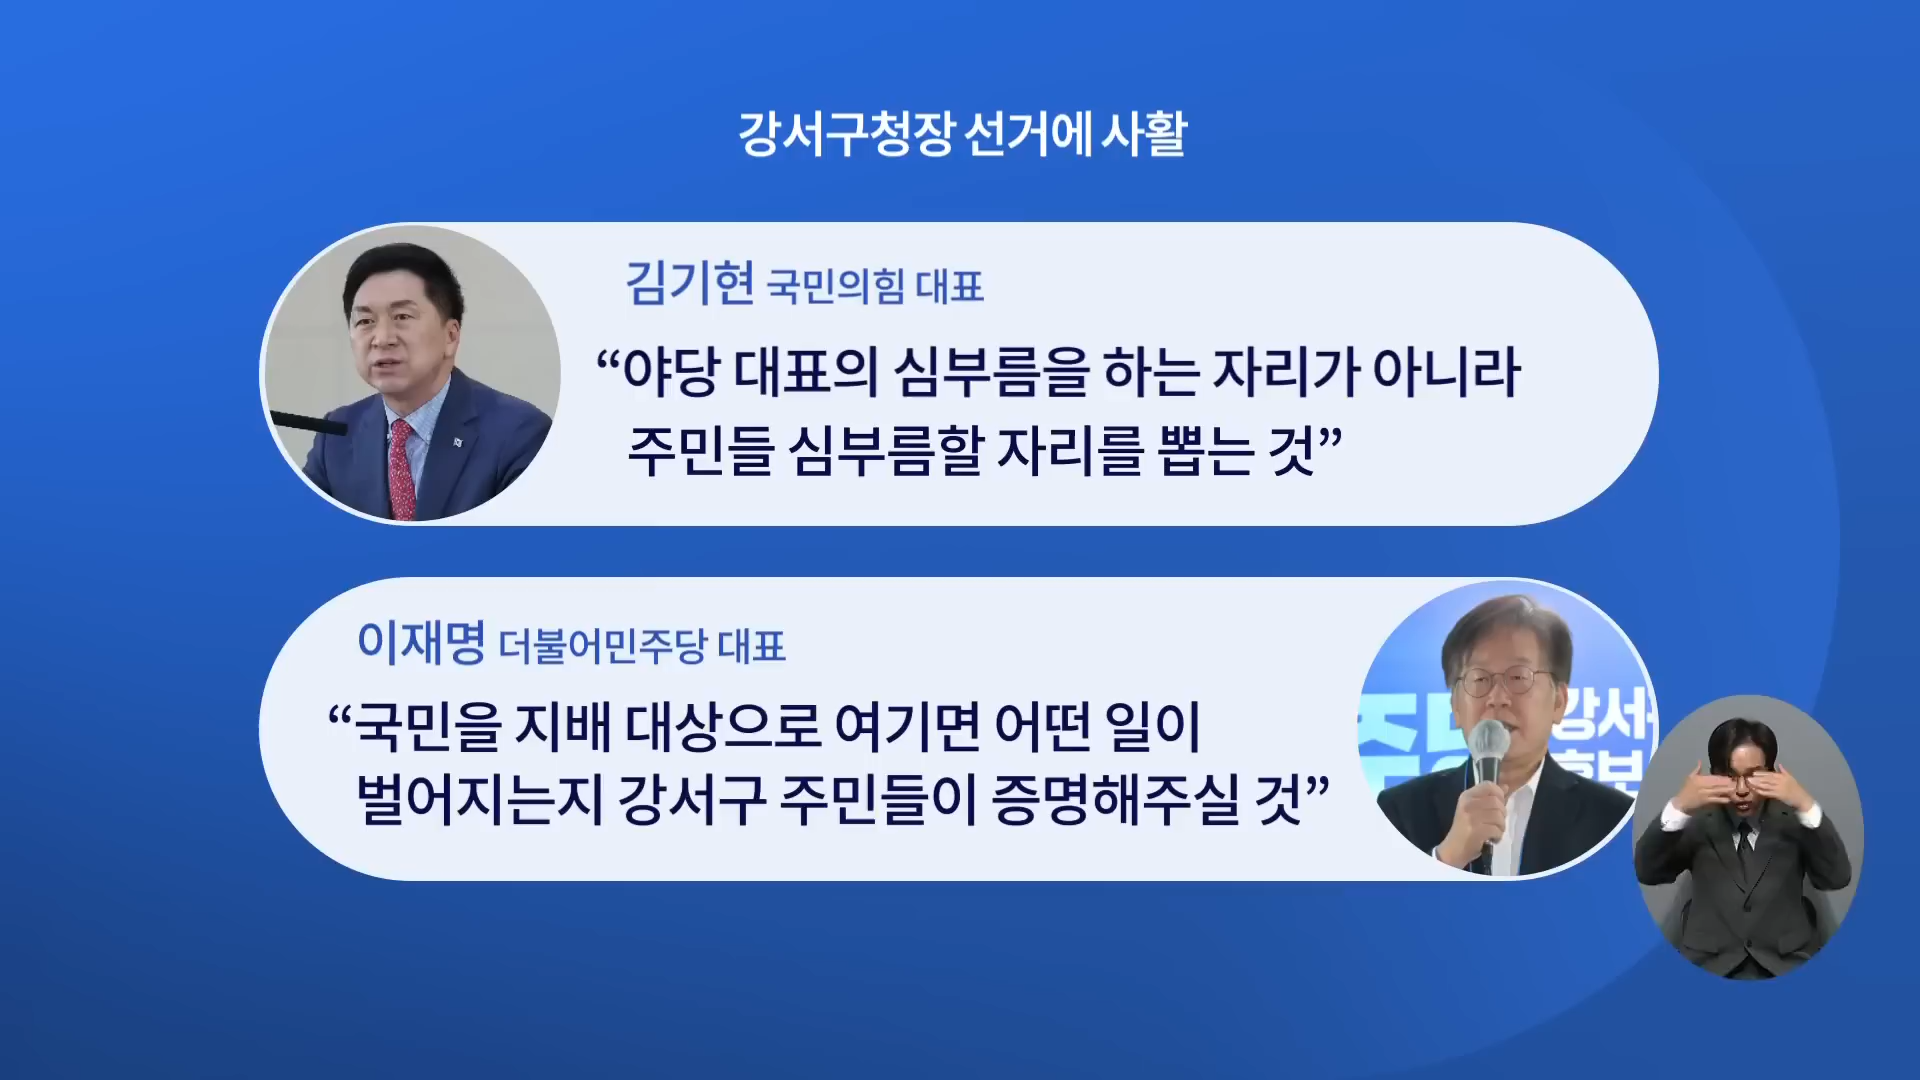 강서구청장 선거에 사활
김기현 국민의힘 대표
“야당 대표의 심부름을 하는 자리가 아니라
주민들 심부름할 자리를 뽑는 것”
이재명 더불어민주당 대표
“국민을 지배 대상으로 여기면 어떤 일이
벌어지는지 강서구 주민들이 증명해주실 것”
강서
후보